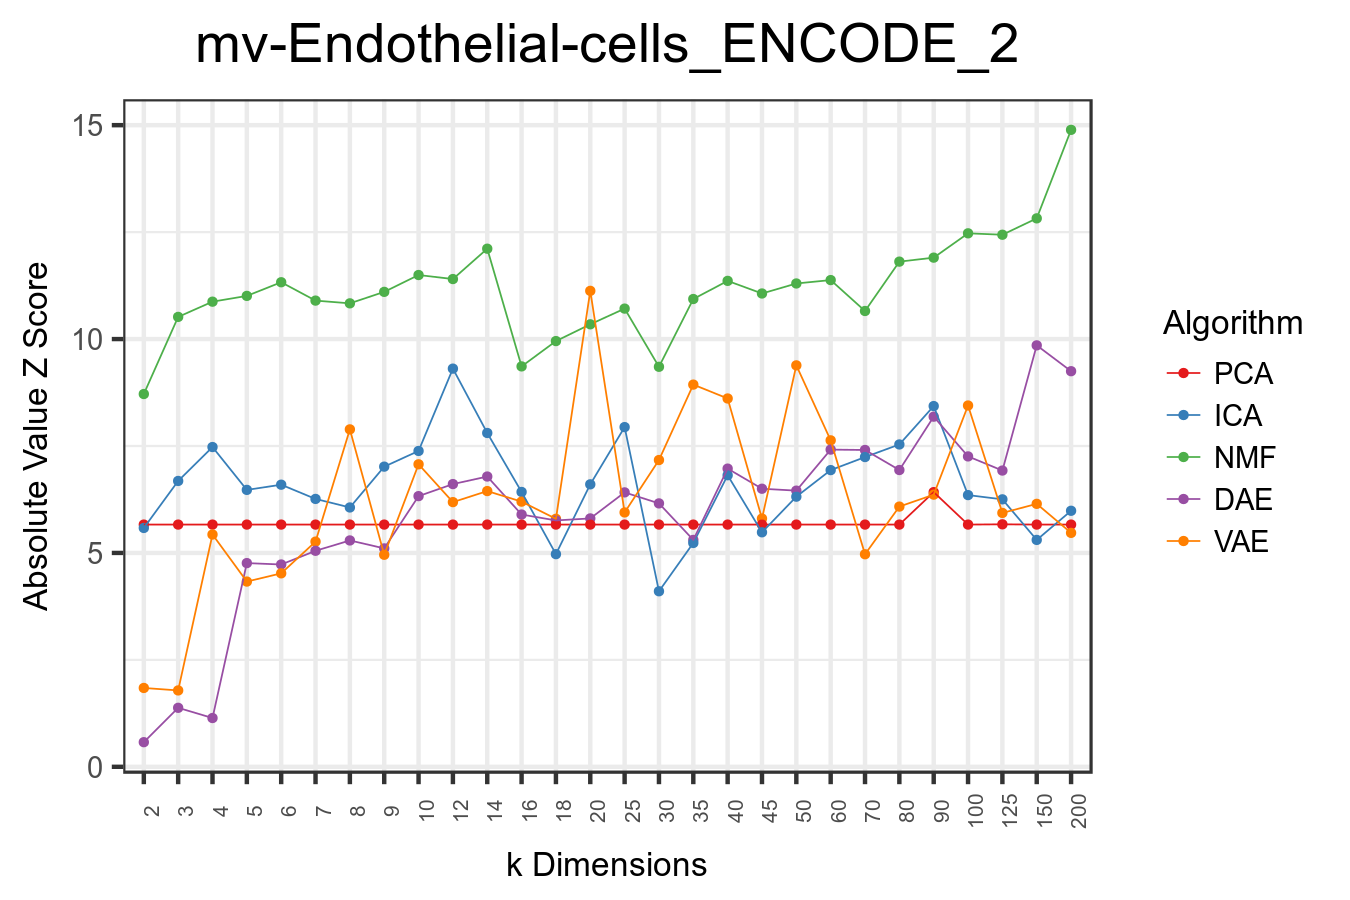 mv-Endothelial-cells_ENCODE_2
Absolute Value Z Score
15
10
5
0
2 3 4 5 6 7 8 9 10 12 14 16 18 20 25 30 35 40 45 50 60 70 80 90 100 125 150 200
k Dimensions
Algorithm
PCA
ICA
NMF
DAE
VAE